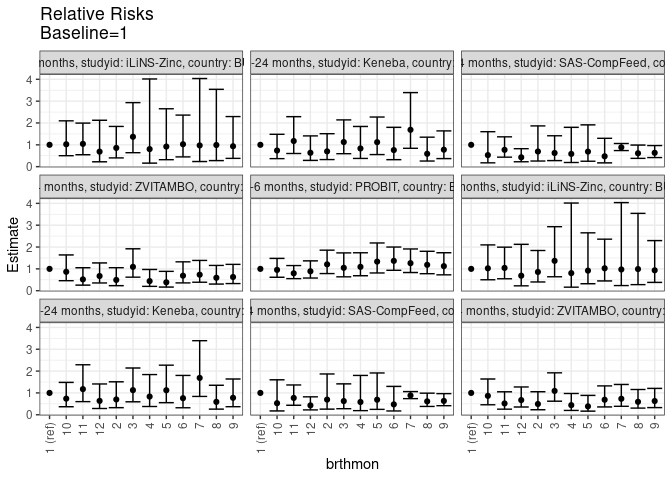 Relative Risks
Baseline=1
months, studyid: iLiNS-Zinc, country: BU
-24 months, studyid: Keneba, country:
months, studyid: SAS-CompFeed, co
4
3
2
1
0
months, studyid: ZVITAMBO, country:
-6 months, studyid: PROBIT, country: B
months, studyid: iLiNS-Zinc, country: BU
4
3
2
1
0
-24 months, studyid: Keneba, country:
months, studyid: SAS-CompFeed, co
months, studyid: ZVITAMBO, country:
4
3
2
1
0
Estimate
1 (ref) 10 11 12 2 3 4 5 6 7 8 9
1 (ref) 10 11 12 2 3 4 5 6 7 8 9
1 (ref) 10 11 12 2 3 4 5 6 7 8 9
brthmon